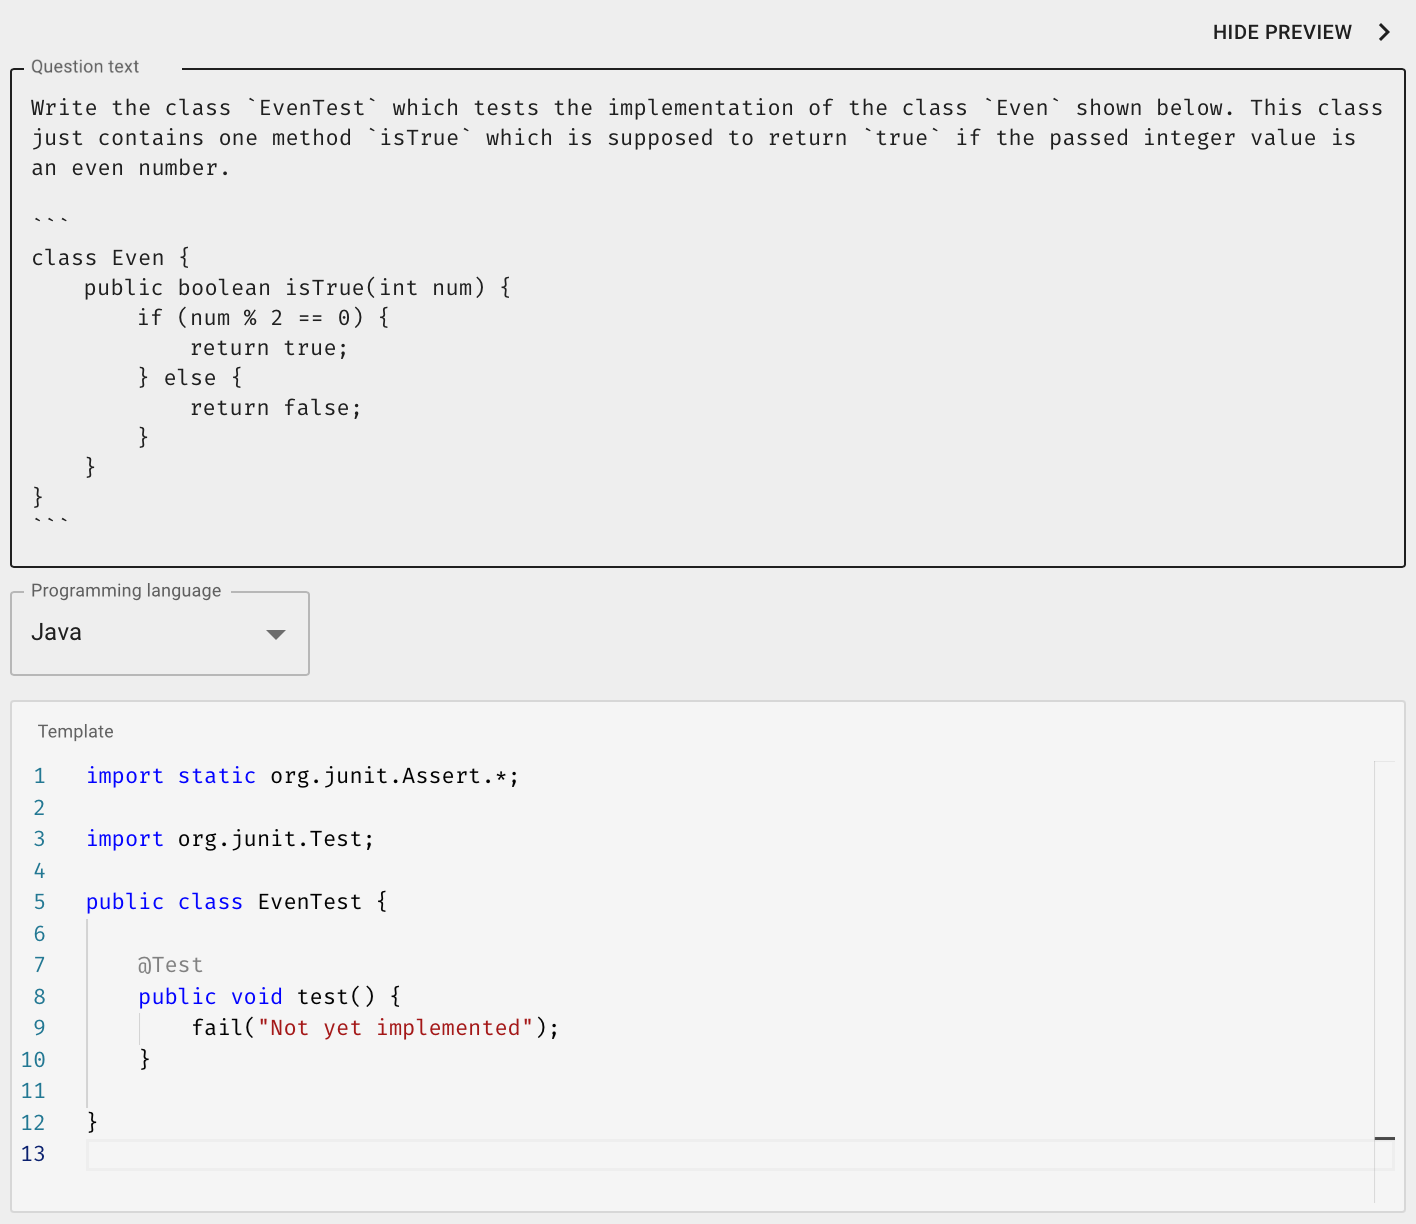 HIDE PREVIEW
Question text
Write the class `EvenTest` which tests the implementation of the class `Even` shown below. This class
just contains one method `isTrue` which is supposed to return `true` if the passed integer value is
an even number.
```
class Even {
    public boolean isTrue(int num) {
        if (num % 2 == 0) {
            return true;
        } else {
            return false;
        }
    }
}
```
Programming language
Java
Template
1 import static org.junit.Assert.*;
2
3 import org.junit.Test;
4
5 public class EvenTest {
6
7     @Test
8     public void test() {
9         fail("Not yet implemented");
10     }
11
12 }
13